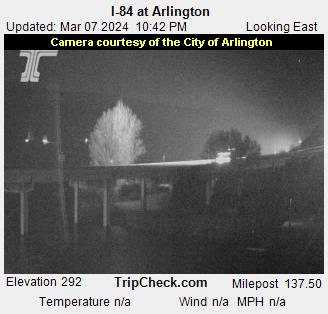 I-84 at Arlington
Updated: Mar 07 2024 10:42 PM Looking East
Camera courtesy of the City of Arlington
Elevation 292 TripCheck.com Milepost 137.50
Temperature n/a Wind n/a MPH n/a